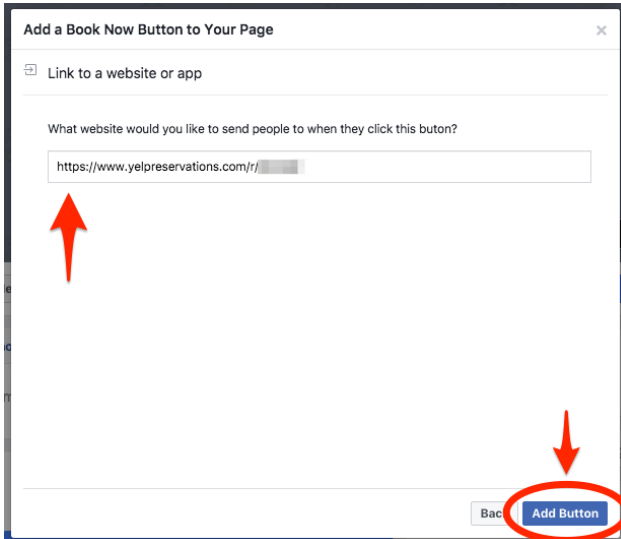 Add a Book Now Button to Your Page
Link to a website or app
What website would you like to send people to when they click this buton?
https://www.yelpreservations.com/r/
Bac
Add Button